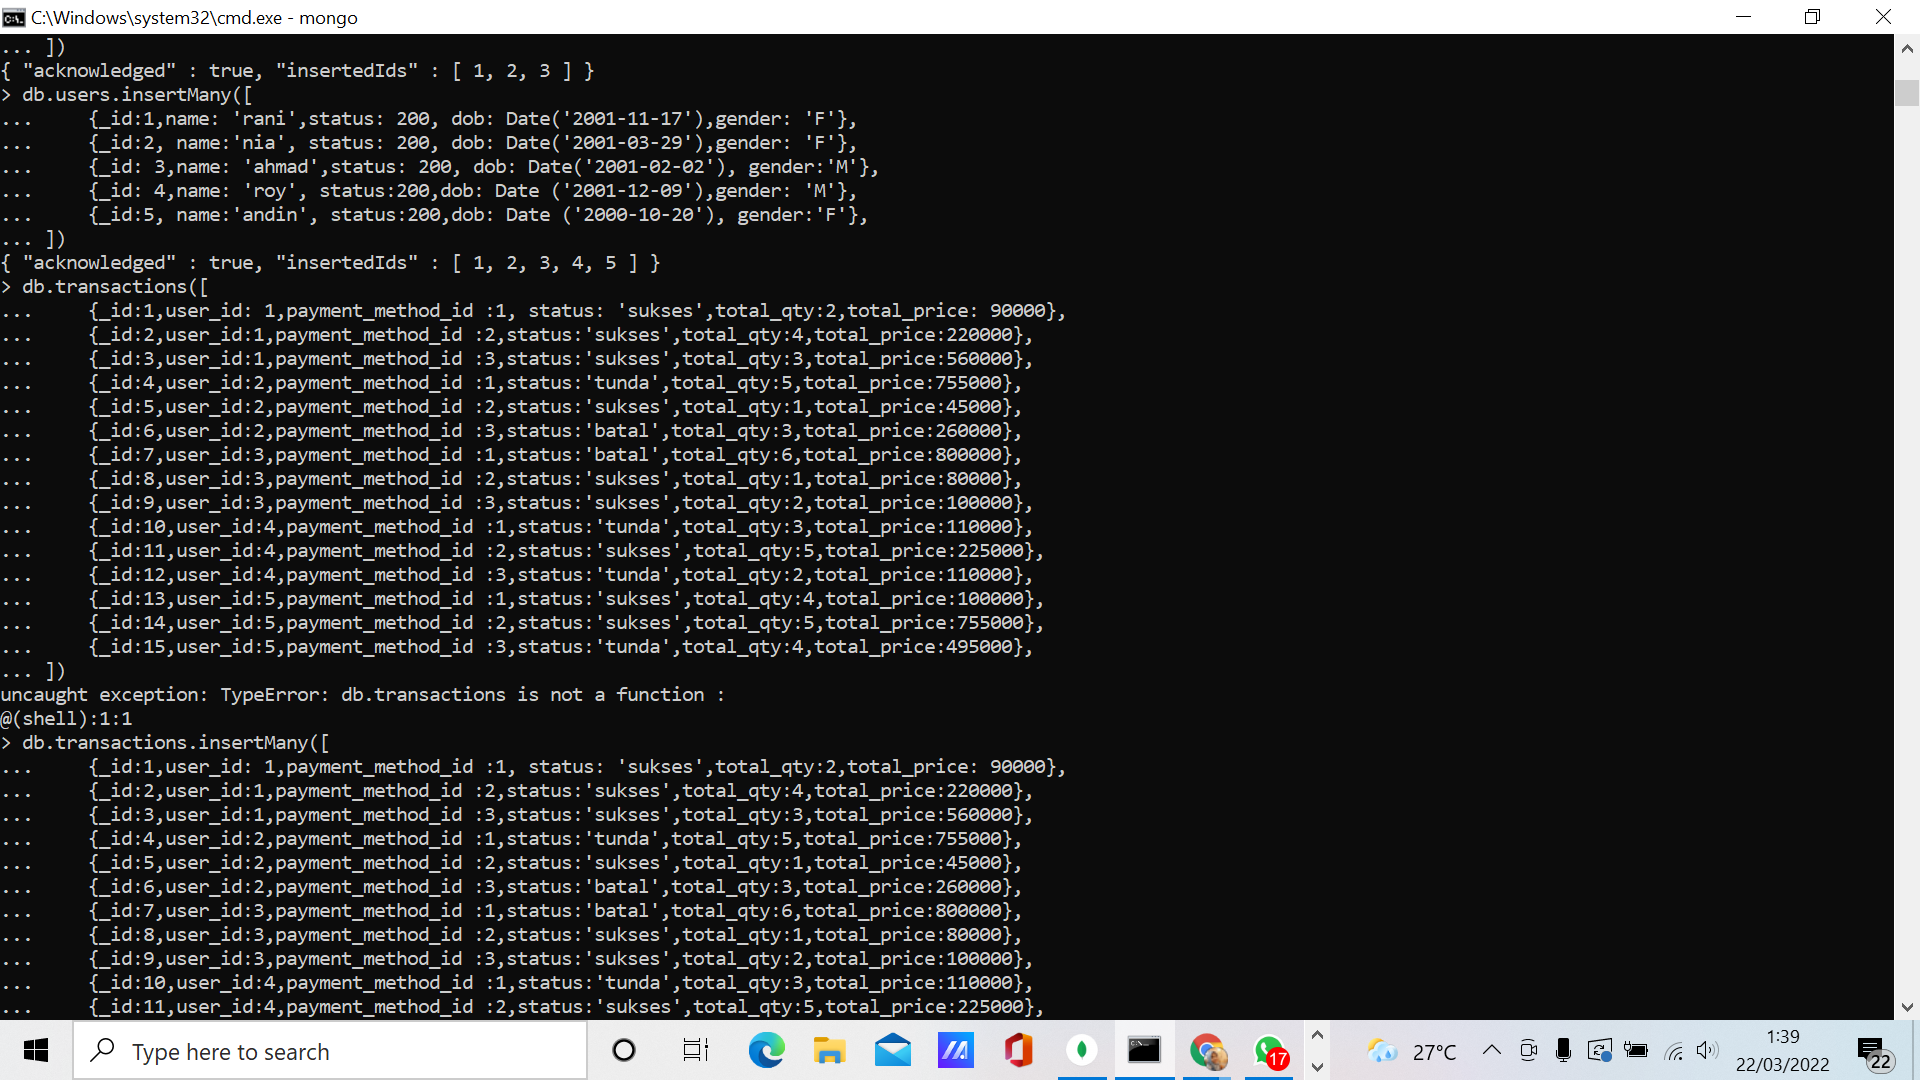 C:\Windows\system32\cmd.exe - mongo
... ])
{ "acknowledged" : true, "insertedIds" : [ 1, 2, 3 ] }
> db.users.insertMany([
...     {_id:1,name: 'rani',status: 200, dob: Date('2001-11-17'),gender: 'F'},
...     {_id:2, name:'nia', status: 200, dob: Date('2001-03-29'),gender: 'F'},
...     {_id: 3,name: 'ahmad',status: 200, dob: Date('2001-02-02'), gender:'M'},
...     {_id: 4,name: 'roy', status:200,dob: Date ('2001-12-09'),gender: 'M'},
...     {_id:5, name:'andin', status:200,dob: Date ('2000-10-20'), gender:'F'},
... ])
{ "acknowledged" : true, "insertedIds" : [ 1, 2, 3, 4, 5 ] }
> db.transactions([
...     {_id:1,user_id: 1,payment_method_id :1, status: 'sukses',total_qty:2,total_price: 90000},
...     {_id:2,user_id:1,payment_method_id :2,status:'sukses',total_qty:4,total_price:220000},
...     {_id:3,user_id:1,payment_method_id :3,status:'sukses',total_qty:3,total_price:560000},
...     {_id:4,user_id:2,payment_method_id :1,status:'tunda',total_qty:5,total_price:755000},
...     {_id:5,user_id:2,payment_method_id :2,status:'sukses',total_qty:1,total_price:45000},
...     {_id:6,user_id:2,payment_method_id :3,status:'batal',total_qty:3,total_price:260000},
...     {_id:7,user_id:3,payment_method_id :1,status:'batal',total_qty:6,total_price:800000},
...     {_id:8,user_id:3,payment_method_id :2,status:'sukses',total_qty:1,total_price:80000},
...     {_id:9,user_id:3,payment_method_id :3,status:'sukses',total_qty:2,total_price:100000},
...     {_id:10,user_id:4,payment_method_id :1,status:'tunda',total_qty:3,total_price:110000},
...     {_id:11,user_id:4,payment_method_id :2,status:'sukses',total_qty:5,total_price:225000},
...     {_id:12,user_id:4,payment_method_id :3,status:'tunda',total_qty:2,total_price:110000},
...     {_id:13,user_id:5,payment_method_id :1,status:'sukses',total_qty:4,total_price:100000},
...     {_id:14,user_id:5,payment_method_id :2,status:'sukses',total_qty:5,total_price:755000},
...     {_id:15,user_id:5,payment_method_id :3,status:'tunda',total_qty:4,total_price:495000},
... ])
uncaught exception: TypeError: db.transactions is not a function :
@(shell):1:1
> db.transactions.insertMany([
...     {_id:1,user_id: 1,payment_method_id :1, status: 'sukses',total_qty:2,total_price: 90000},
...     {_id:2,user_id:1,payment_method_id :2,status:'sukses',total_qty:4,total_price:220000},
...     {_id:3,user_id:1,payment_method_id :3,status:'sukses',total_qty:3,total_price:560000},
...     {_id:4,user_id:2,payment_method_id :1,status:'tunda',total_qty:5,total_price:755000},
...     {_id:5,user_id:2,payment_method_id :2,status:'sukses',total_qty:1,total_price:45000},
...     {_id:6,user_id:2,payment_method_id :3,status:'batal',total_qty:3,total_price:260000},
...     {_id:7,user_id:3,payment_method_id :1,status:'batal',total_qty:6,total_price:800000},
...     {_id:8,user_id:3,payment_method_id :2,status:'sukses',total_qty:1,total_price:80000},
...     {_id:9,user_id:3,payment_method_id :3,status:'sukses',total_qty:2,total_price:100000},
...     {_id:10,user_id:4,payment_method_id :1,status:'tunda',total_qty:3,total_price:110000},
...     {_id:11,user_id:4,payment_method_id :2,status:'sukses',total_qty:5,total_price:225000},
Type here to search
17
27°C
1:39
22/03/2022
22